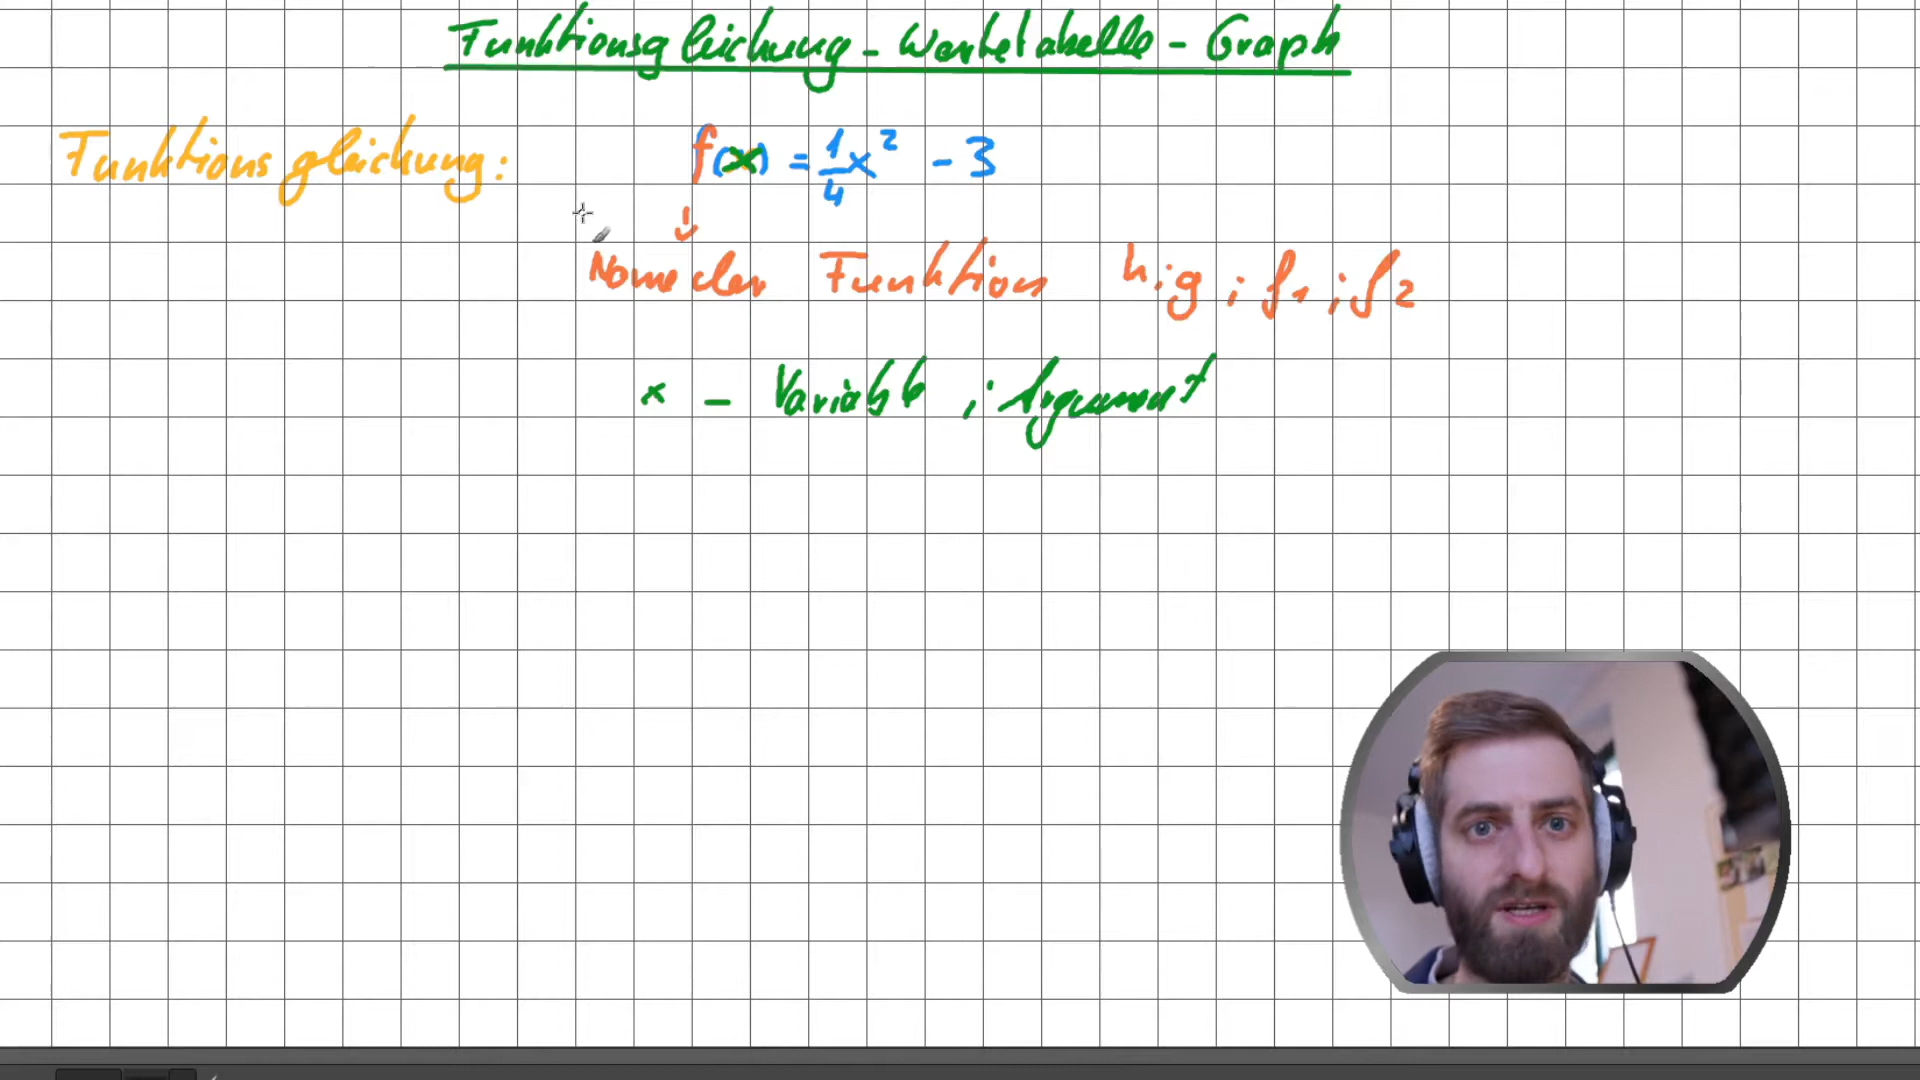 Funktionsgleichung - Wertetabelle - Graph
Funktionsgleichung: f(x) = 1/4 x² - 3
Name der Funktion h ; g ; f1 ; f2
x - Variable ; Argument